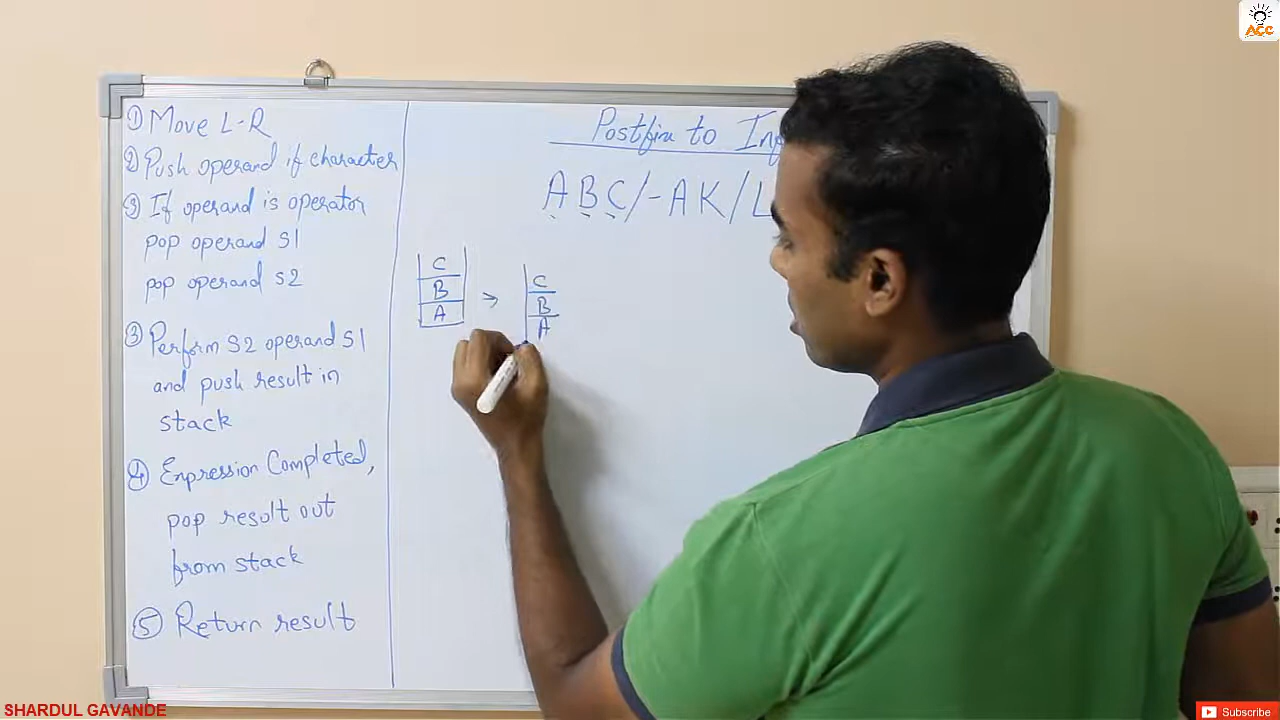 ① Move L-R
② Push operand if character
③ If operand is operator
pop operand S1
pop operand S2
③ Perform S2 operand S1
and push result in
stack
④ Expression Completed,
pop result out
from stack
⑤ Return result
Postfix to Inf
A B C / - A K / L
C
B
A
→
C
B
A
ACC
SHARDUL GAVANDE
Subscribe